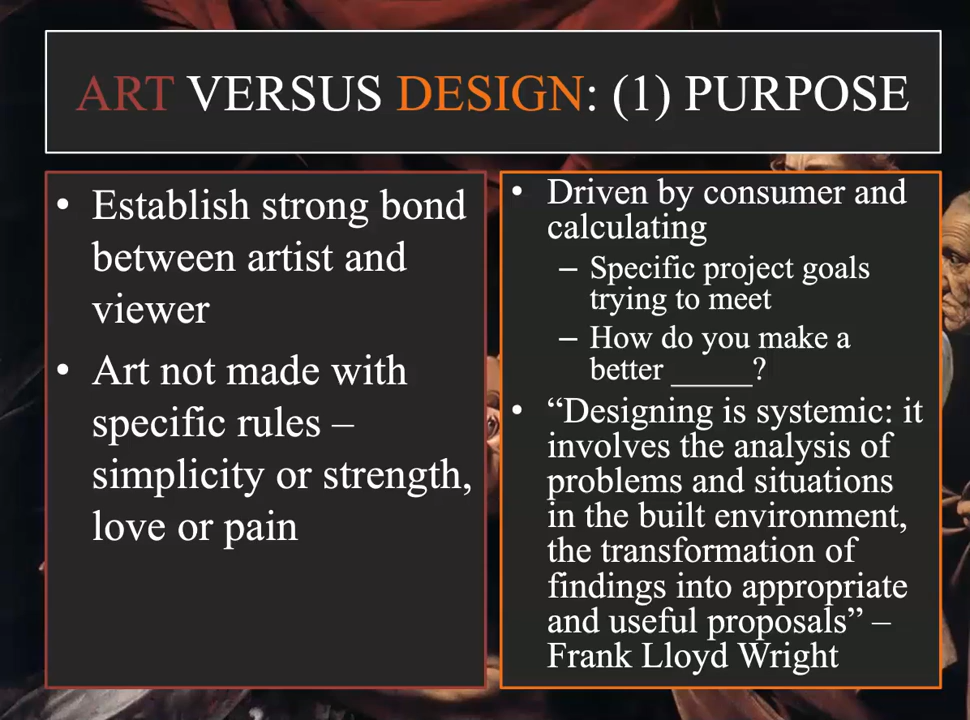 ART VERSUS DESIGN: (1) PURPOSE
• Establish strong bond
between artist and
viewer
• Art not made with
specific rules –
simplicity or strength,
love or pain
• Driven by consumer and
calculating
– Specific project goals
trying to meet
– How do you make a
better _____?
• “Designing is systemic: it
involves the analysis of
problems and situations
in the built environment,
the transformation of
findings into appropriate
and useful proposals” –
Frank Lloyd Wright